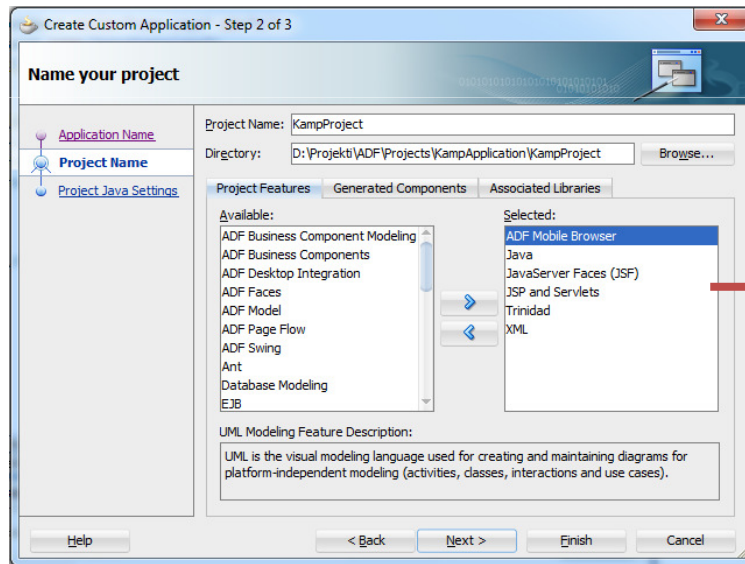 Create Custom Application - Step 2 of 3
Name your project
Application Name
Project Name
Project Java Settings
Project Name: KampProject
Directory: D:\Projekti\ADF\Projects\KampApplication\KampProject Browse...
Project Features Generated Components Associated Libraries
Available:
ADF Business Component Modeling
ADF Business Components
ADF Desktop Integration
ADF Faces
ADF Model
ADF Page Flow
ADF Swing
Ant
Database Modeling
EJB
Selected:
ADF Mobile Browser
Java
JavaServer Faces (JSF)
JSP and Servlets
Trinidad
XML
UML Modeling Feature Description:
UML is the visual modeling language used for creating and maintaining diagrams for
platform-independent modeling (activities, classes, interactions and use cases).
Help < Back Next > Finish Cancel